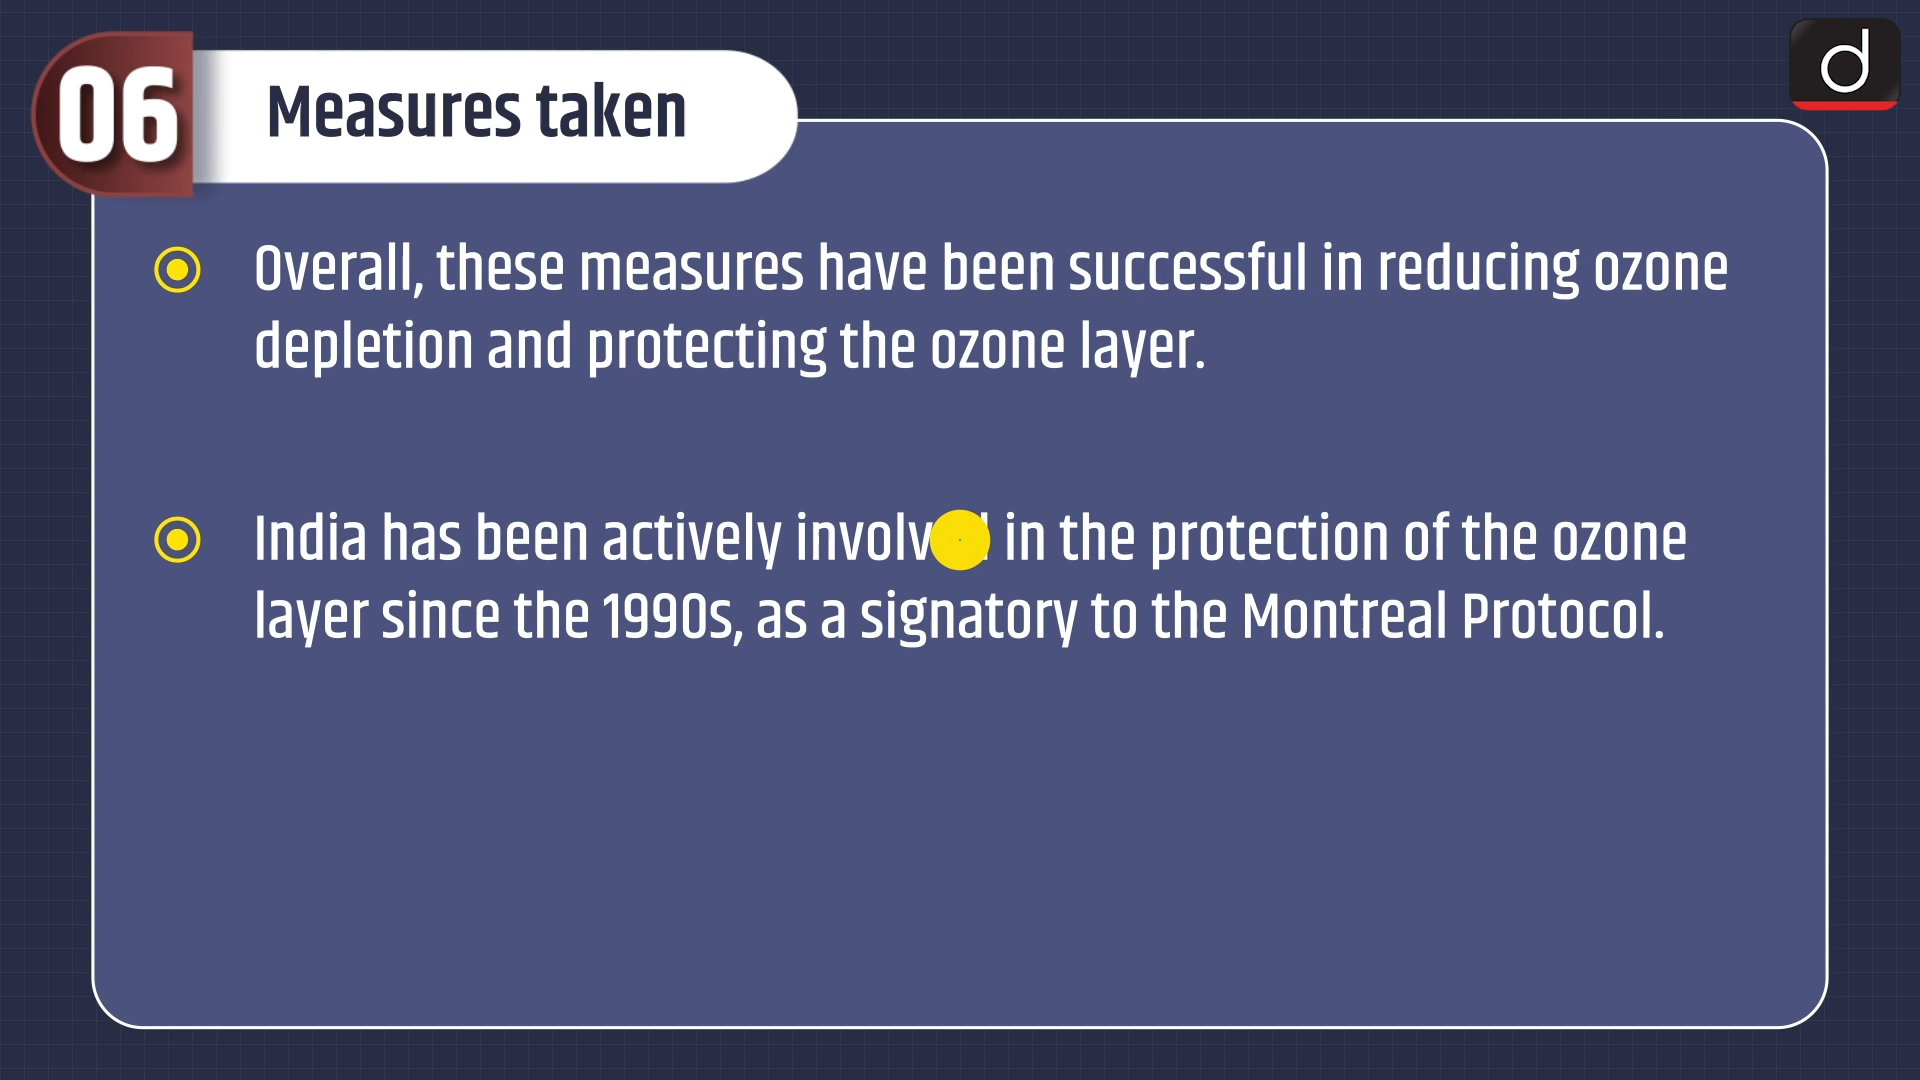 06 Measures taken
d
Overall, these measures have been successful in reducing ozone
depletion and protecting the ozone layer.
India has been actively in the protection of the ozone
layer since the 1990s, as a signatory to the Montreal Protocol.